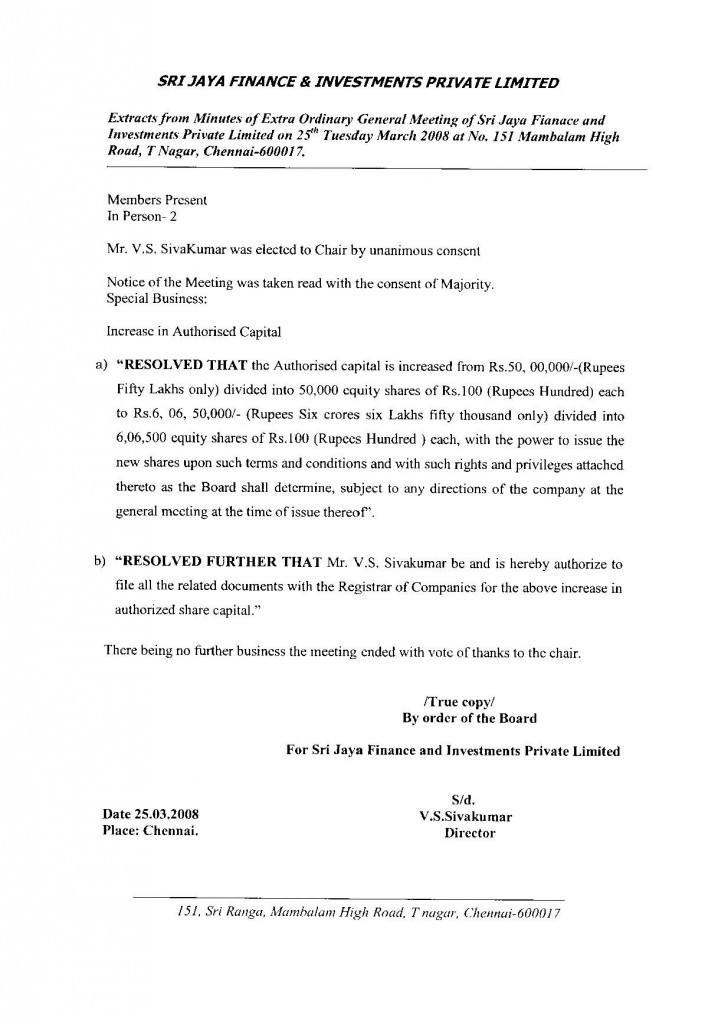 SRI JAYA FINANCE & INVESTMENTS PRIVATE LIMITED
Extracts from Minutes of Extra Ordinary General Meeting of Sri Jaya Fianace and
Investments Private Limited on 25th Tuesday March 2008 at No. 151 Mambalam High
Road, T Nagar, Chennai-600017.
Members Present
In Person- 2
Mr. V.S. SivaKumar was elected to Chair by unanimous consent
Notice of the Meeting was taken read with the consent of Majority.
Special Business:
Increase in Authorised Capital
a) “RESOLVED THAT the Authorised capital is increased from Rs.50, 00,000/-(Rupees
Fifty Lakhs only) divided into 50,000 equity shares of Rs.100 (Rupees Hundred) each
to Rs.6, 06, 50,000/- (Rupees Six crores six Lakhs fifty thousand only) divided into
6,06,500 equity shares of Rs.100 (Rupees Hundred ) each, with the power to issue the
new shares upon such terms and conditions and with such rights and privileges attached
thereto as the Board shall determine, subject to any directions of the company at the
general meeting at the time of issue thereof”.
b) “RESOLVED FURTHER THAT Mr. V.S. Sivakumar be and is hereby authorize to
file all the related documents with the Registrar of Companies for the above increase in
authorized share capital.”
There being no further business the meeting ended with vote of thanks to the chair.
/True copy/
By order of the Board
For Sri Jaya Finance and Investments Private Limited
S/d.
Date 25.03.2008 V.S.Sivakumar
Place: Chennai. Director
151, Sri Ranga, Mambalam High Road, T nagar, Chennai-600017